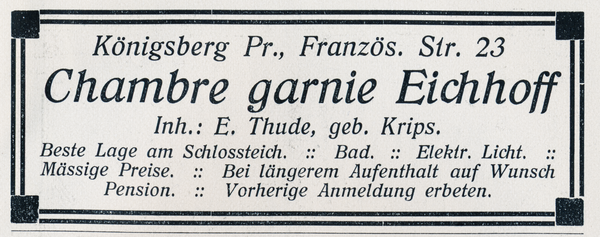 Königsberg Pr., Französ. Str. 23
Chambre garnie Eichhoff
Inh.: E. Thude, geb. Krips.
Beste Lage am Schlossteich. :: Bad. :: Elektr. Licht. ::
Mässige Preise. :: Bei längerem Aufenthalt auf Wunsch
Pension. :: Vorherige Anmeldung erbeten.